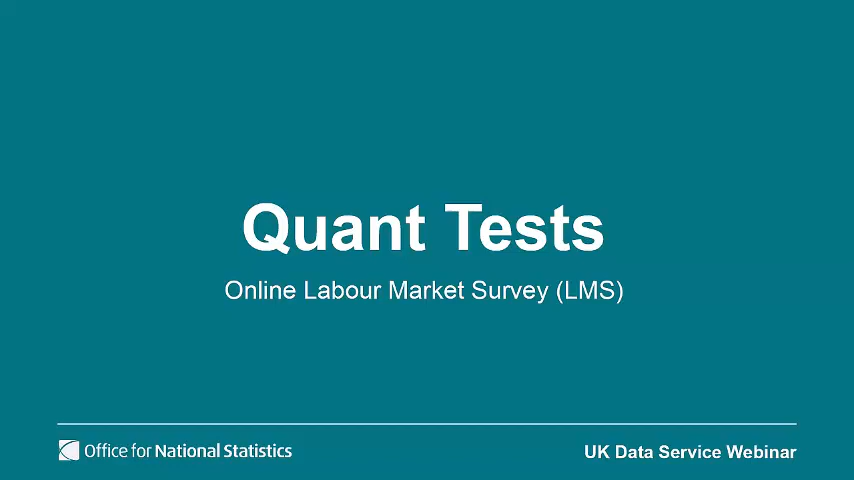 Quant Tests
Online Labour Market Survey (LMS)
Office for National Statistics
UK Data Service Webinar